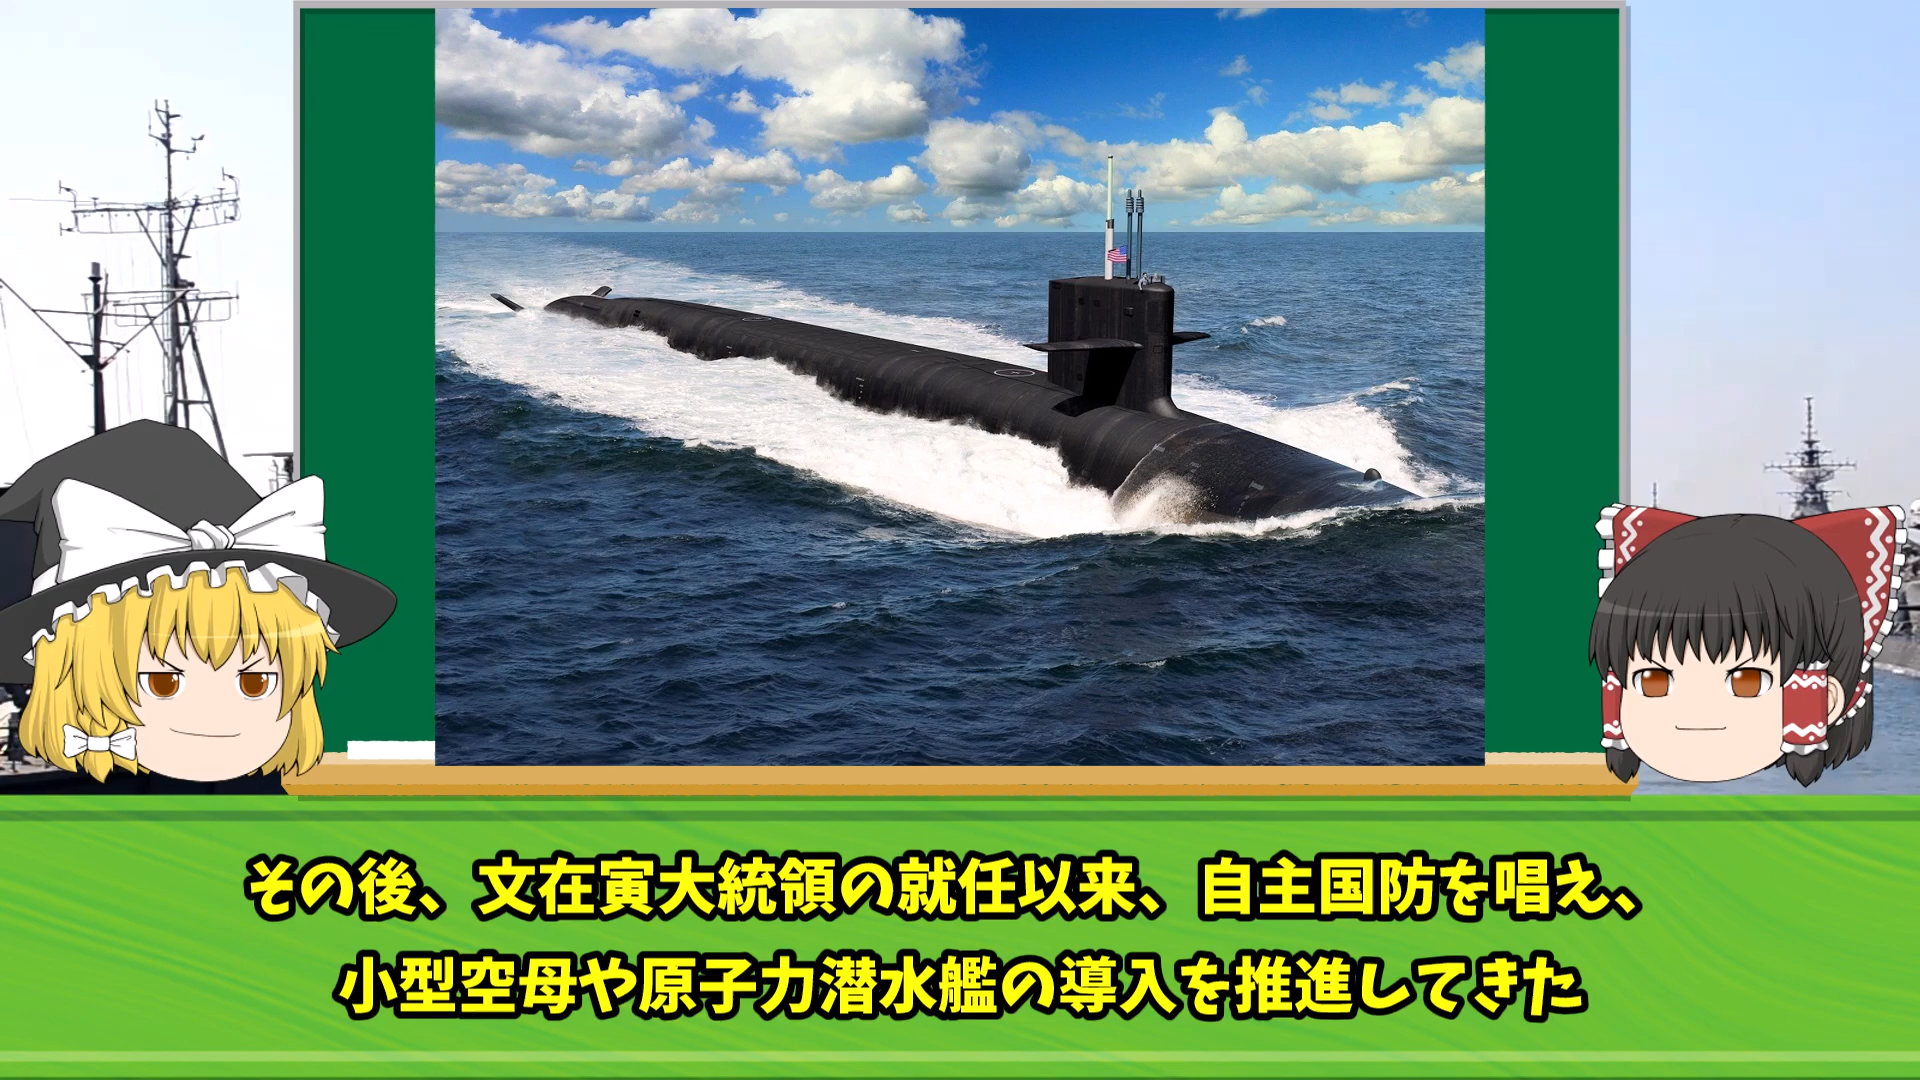 その後、文在寅大統領の就任以来、自主国防を唱え、
小型空母や原子力潜水艦の導入を推進してきた